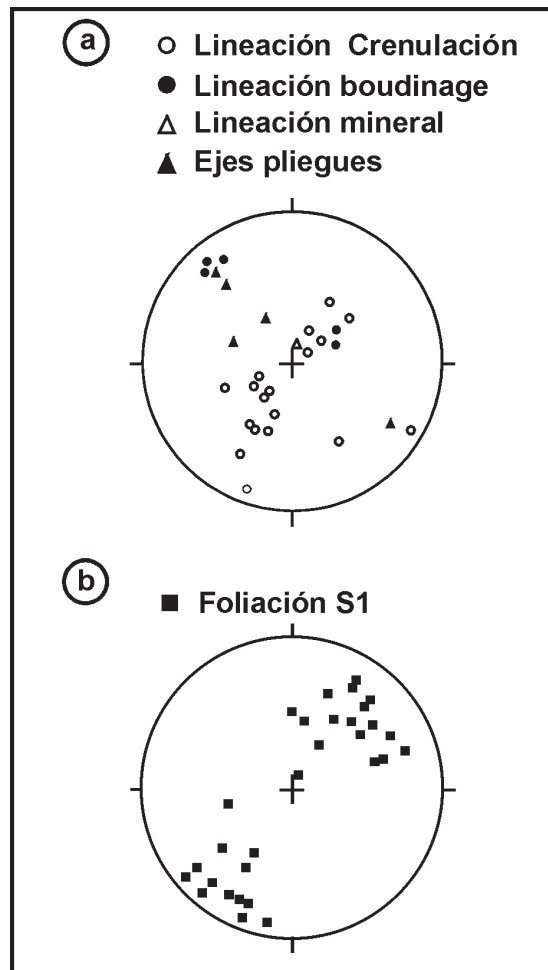 a
Lineación Crenulación
Lineación boudinage
Lineación mineral
Ejes pliegues
b
Foliación S1